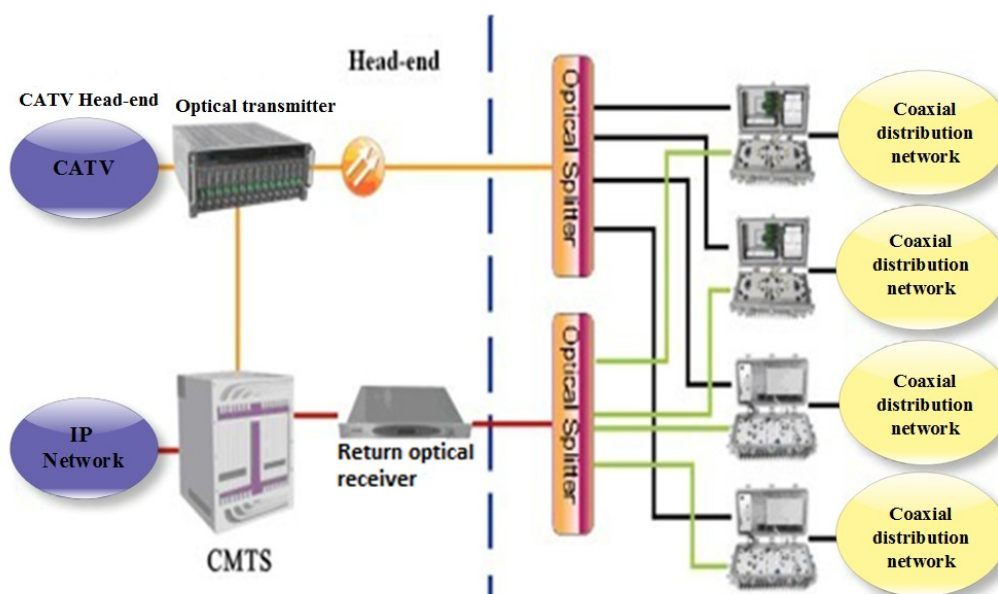 Head-end
CATV Head-end
Optical transmitter
CATV
Optical Splitter
Coaxial
distribution
network
Coaxial
distribution
network
IP
Network
CMTS
Return optical
receiver
Optical Splitter
Coaxial
distribution
network
Coaxial
distribution
network